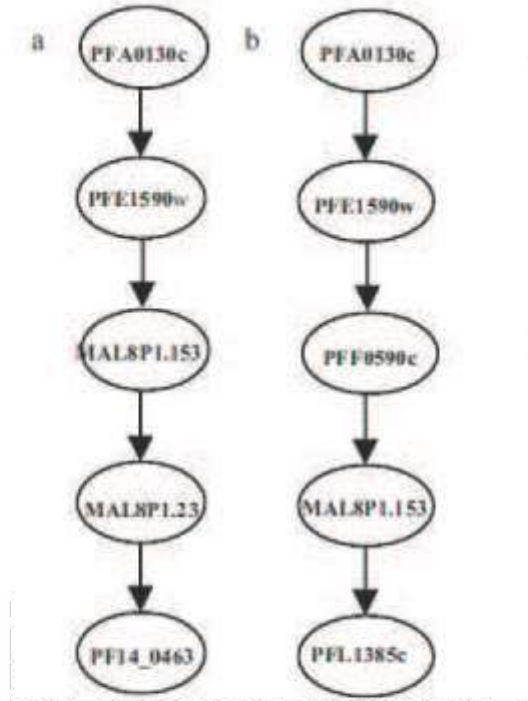 a b
PFA0130c PFA0130c
PFE1590w PFE1590w
MAL8P1.153 PFF0590c
MAL8P1.23 MAL8P1.153
PF14_0463 PFL1385c